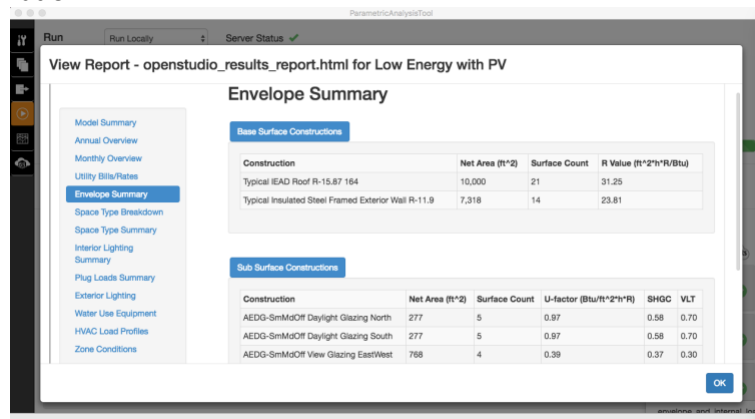 ParametricAnalysisTool
Run Run Locally Server Status ✓
View Report - openstudio_results_report.html for Low Energy with PV
Model Summary
Annual Overview
Monthly Overview
Utility Bills/Rates
Envelope Summary
Space Type Breakdown
Space Type Summary
Interior Lighting
Summary
Plug Loads Summary
Exterior Lighting
Water Use Equipment
HVAC Load Profiles
Zone Conditions
Envelope Summary
Base Surface Constructions
Construction Net Area (ft^2) Surface Count R Value (ft^2*h*R/Btu)
Typical IEAD Roof R-15.87 164 10,000 21 31.25
Typical Insulated Steel Framed Exterior Wall R-11.9 7,318 14 23.81
Sub Surface Constructions
Construction Net Area (ft^2) Surface Count U-factor (Btu/ft^2*h*R) SHGC VLT
AEDG-SmMdOff Daylight Glazing North 277 5 0.97 0.58 0.70
AEDG-SmMdOff Daylight Glazing South 277 5 0.97 0.58 0.70
AEDG-SmMdOff View Glazing EastWest 768 4 0.39 0.37 0.30
OK